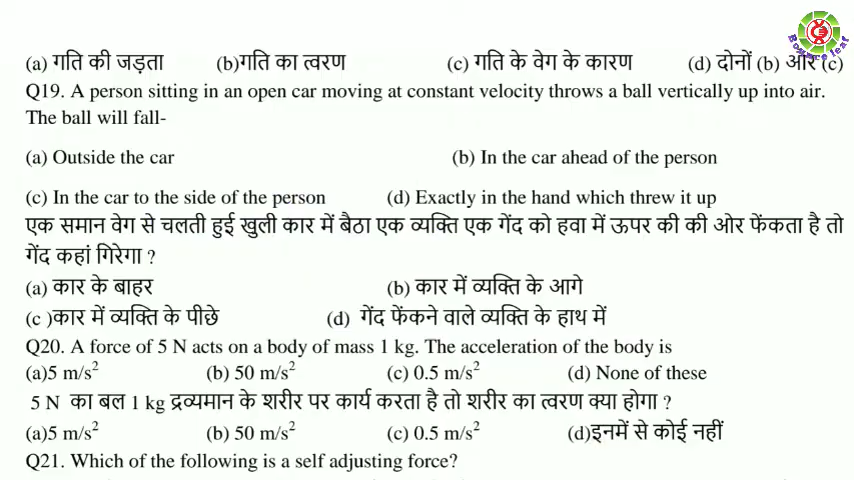 (a) गति की जड़ता (b)गति का त्वरण (c) गति के वेग के कारण (d) दोनों (b) और (c)
Q19. A person sitting in an open car moving at constant velocity throws a ball vertically up into air.
The ball will fall-
(a) Outside the car (b) In the car ahead of the person
(c) In the car to the side of the person (d) Exactly in the hand which threw it up
एक समान वेग से चलती हुई खुली कार में बैठा एक व्यक्ति एक गेंद को हवा में ऊपर की की ओर फेंकता है तो
गेंद कहां गिरेगा ?
(a) कार के बाहर (b) कार में व्यक्ति के आगे
(c )कार में व्यक्ति के पीछे (d) गेंद फेंकने वाले व्यक्ति के हाथ में
Q20. A force of 5 N acts on a body of mass 1 kg. The acceleration of the body is
(a)5 m/s² (b) 50 m/s² (c) 0.5 m/s² (d) None of these
5 N का बल 1 kg द्रव्यमान के शरीर पर कार्य करता है तो शरीर का त्वरण क्या होगा ?
(a)5 m/s² (b) 50 m/s² (c) 0.5 m/s² (d)इनमें से कोई नहीं
Q21. Which of the following is a self adjusting force?